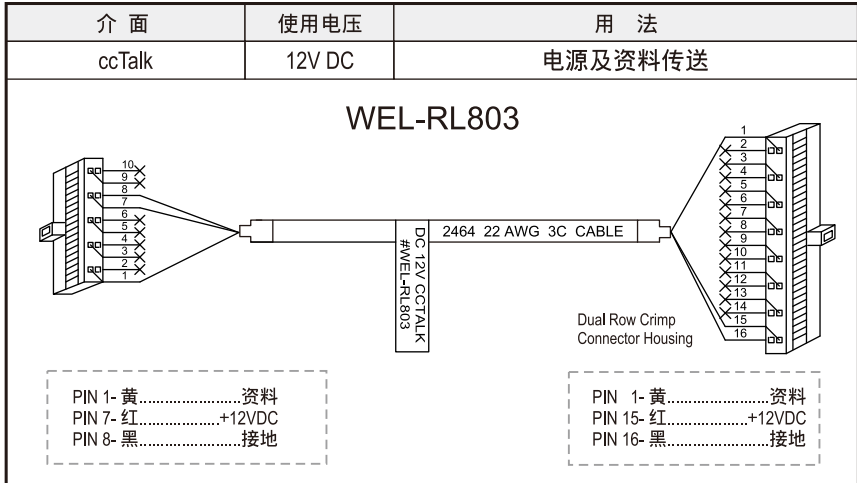 介 面 使用电压 用 法
ccTalk 12V DC 电源及资料传送
WEL-RL803
10
9
8
7
6
5
4
3
2
1
DC 12V CCTALK
#WEL-RL803
2464 22 AWG 3C CABLE
1
2
3
4
5
6
7
8
9
10
11
12
13
14
15
16
Dual Row Crimp
Connector Housing
PIN 1- 黄.......................资料
PIN 7- 红..................+12VDC
PIN 8- 黑.......................接地
PIN 1- 黄.......................资料
PIN 15- 红..................+12VDC
PIN 16- 黑.......................接地